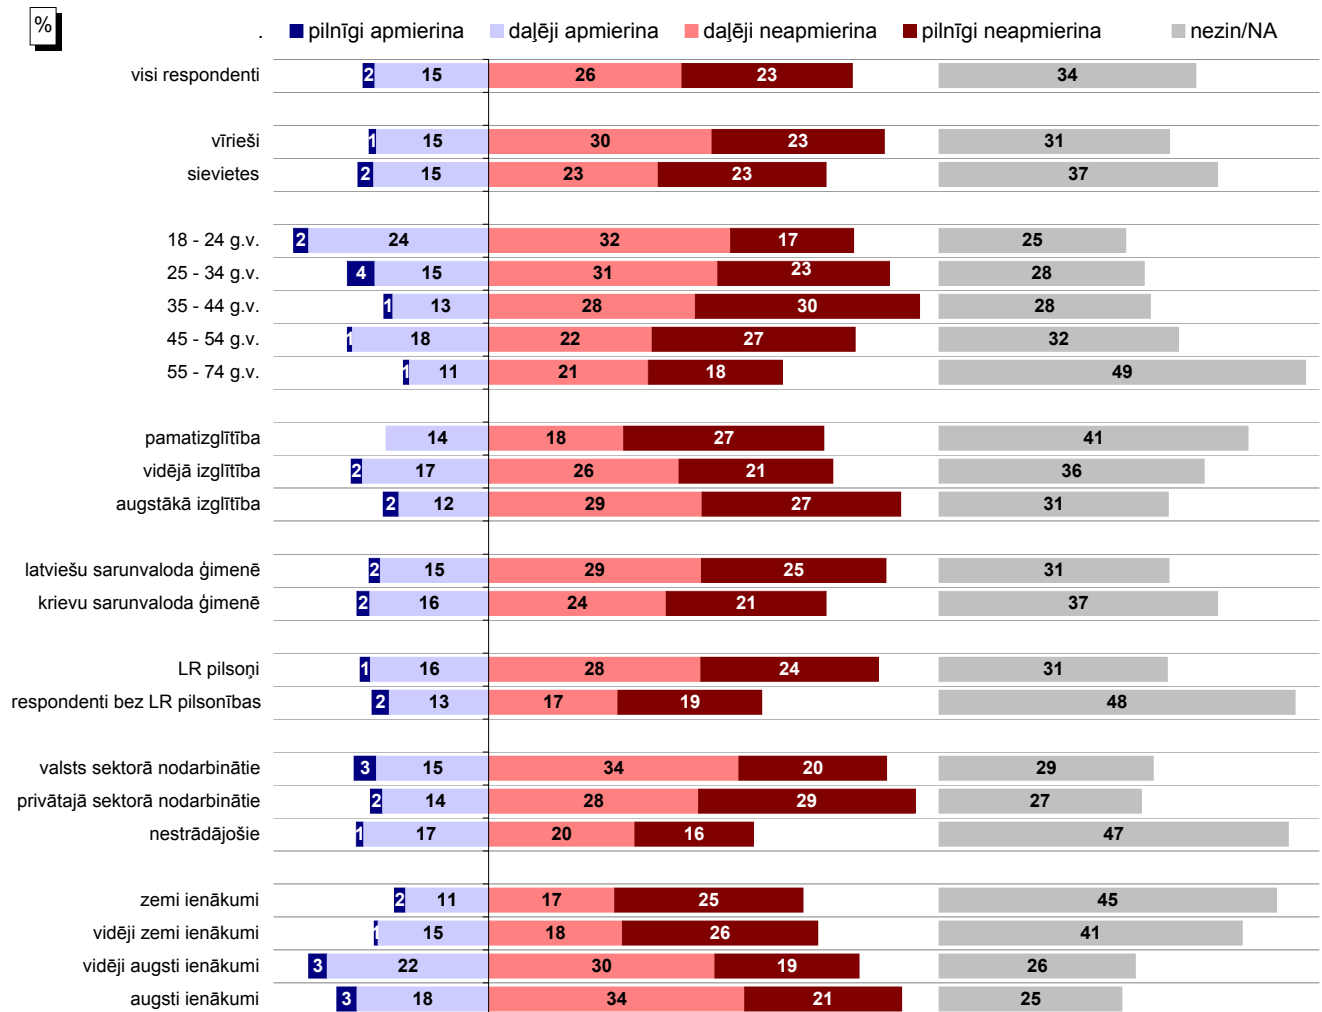 %
. pilnīgi apmierina daļēji apmierina daļēji neapmierina pilnīgi neapmierina nezin/NA
visi respondenti 2 15 26 23 34
vīrieši 1 15 30 23 31
sievietes 2 15 23 23 37
18 - 24 g.v. 2 24 32 17 25
25 - 34 g.v. 4 15 31 23 28
35 - 44 g.v. 1 13 28 30 28
45 - 54 g.v. 1 18 22 27 32
55 - 74 g.v. 1 11 21 18 49
pamatizglītība 14 18 27 41
vidējā izglītība 2 17 26 21 36
augstākā izglītība 2 12 29 27 31
latviešu sarunvaloda ģimenē 2 15 29 25 31
krievu sarunvaloda ģimenē 2 16 24 21 37
LR pilsoņi 1 16 28 24 31
respondenti bez LR pilsonības 2 13 17 19 48
valsts sektorā nodarbinātie 3 15 34 20 29
privātajā sektorā nodarbinātie 2 14 28 29 27
nestrādājošie 1 17 20 16 47
zemi ienākumi 2 11 17 25 45
vidēji zemi ienākumi 1 15 18 26 41
vidēji augsti ienākumi 3 22 30 19 26
augsti ienākumi 3 18 34 21 25